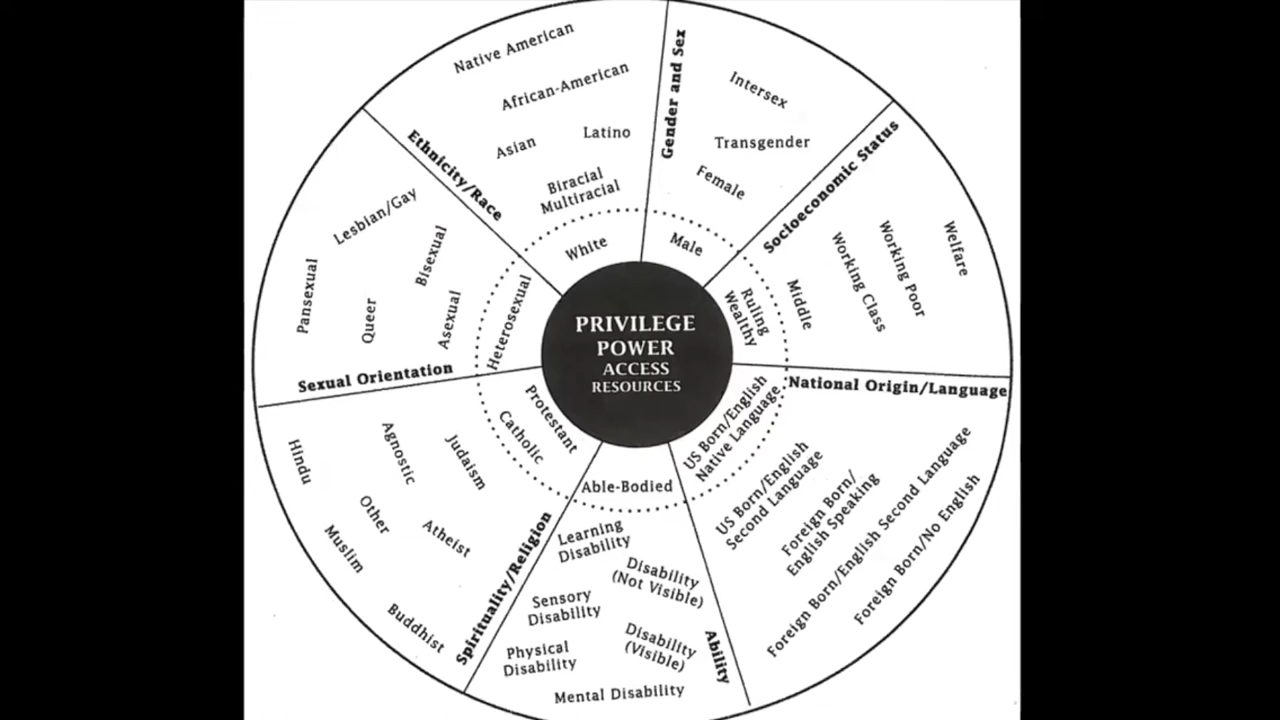 PRIVILEGE
POWER
ACCESS
RESOURCES
Ethnicity/Race
Native American
African-American
Asian
Latino
Biracial
Multiracial
White
Gender and Sex
Intersex
Transgender
Female
Male
Socioeconomic Status
Welfare
Working Poor
Working Class
Middle
Ruling
Wealthy
National Origin/Language
US Born/English
Native Language
US Born/English
Second Language
Foreign Born/
English Speaking
Foreign Born/English Second Language
Foreign Born/No English
Ability
Able-Bodied
Learning
Disability
Disability
(Not Visible)
Sensory
Disability
Disability
(Visible)
Physical
Disability
Mental Disability
Spirituality/Religion
Protestant
Catholic
Judaism
Agnostic
Hindu
Other
Atheist
Muslim
Buddhist
Sexual Orientation
Lesbian/Gay
Bisexual
Pansexual
Queer
Asexual
Heterosexual